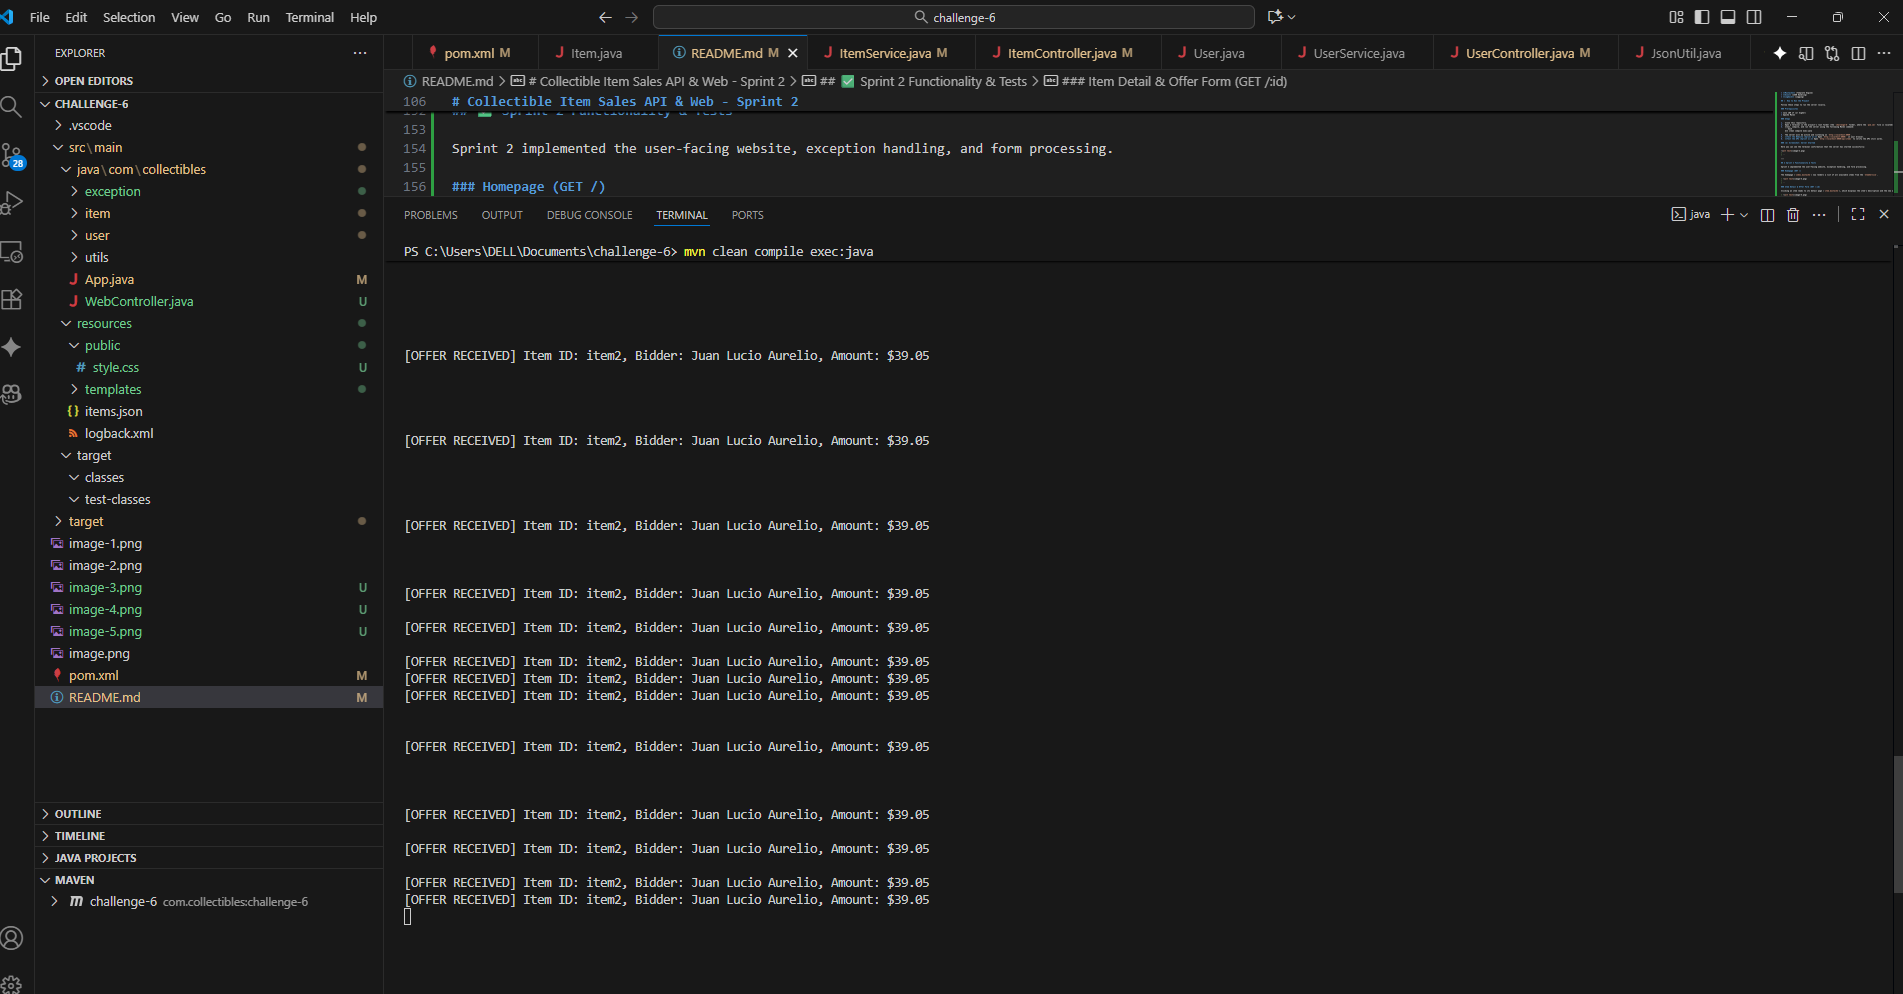 File Edit Selection View Go Run Terminal Help
challenge-6
EXPLORER
OPEN EDITORS
CHALLENGE-6
.vscode
src\main
java\com\collectibles
exception
item
user
utils
App.java M
WebController.java U
resources
public
# style.css U
templates
{} items.json
logback.xml
target
classes
test-classes
target
image-1.png
image-2.png
image-3.png U
image-4.png U
image-5.png U
image.png
pom.xml M
README.md M
OUTLINE
TIMELINE
JAVA PROJECTS
MAVEN
challenge-6 com.collectibles:challenge-6
28
pom.xml M
Item.java
README.md M
ItemService.java M
ItemController.java M
User.java
UserService.java
UserController.java M
JsonUtil.java
README.md > # Collectible Item Sales API & Web - Sprint 2 > ## ✅ Sprint 2 Functionality & Tests > ### Item Detail & Offer Form (GET /:id)
106 # Collectible Item Sales API & Web - Sprint 2
152 ## ✅ Sprint 2 Functionality & Tests
153
154 Sprint 2 implemented the user-facing website, exception handling, and form processing.
155
156 ### Homepage (GET /)
PROBLEMS OUTPUT DEBUG CONSOLE TERMINAL PORTS
java
PS C:\Users\DELL\Documents\challenge-6> mvn clean compile exec:java
[OFFER RECEIVED] Item ID: item2, Bidder: Juan Lucio Aurelio, Amount: $39.05
[OFFER RECEIVED] Item ID: item2, Bidder: Juan Lucio Aurelio, Amount: $39.05
[OFFER RECEIVED] Item ID: item2, Bidder: Juan Lucio Aurelio, Amount: $39.05
[OFFER RECEIVED] Item ID: item2, Bidder: Juan Lucio Aurelio, Amount: $39.05
[OFFER RECEIVED] Item ID: item2, Bidder: Juan Lucio Aurelio, Amount: $39.05
[OFFER RECEIVED] Item ID: item2, Bidder: Juan Lucio Aurelio, Amount: $39.05
[OFFER RECEIVED] Item ID: item2, Bidder: Juan Lucio Aurelio, Amount: $39.05
[OFFER RECEIVED] Item ID: item2, Bidder: Juan Lucio Aurelio, Amount: $39.05
[OFFER RECEIVED] Item ID: item2, Bidder: Juan Lucio Aurelio, Amount: $39.05
[OFFER RECEIVED] Item ID: item2, Bidder: Juan Lucio Aurelio, Amount: $39.05
[OFFER RECEIVED] Item ID: item2, Bidder: Juan Lucio Aurelio, Amount: $39.05
[OFFER RECEIVED] Item ID: item2, Bidder: Juan Lucio Aurelio, Amount: $39.05
[OFFER RECEIVED] Item ID: item2, Bidder: Juan Lucio Aurelio, Amount: $39.05